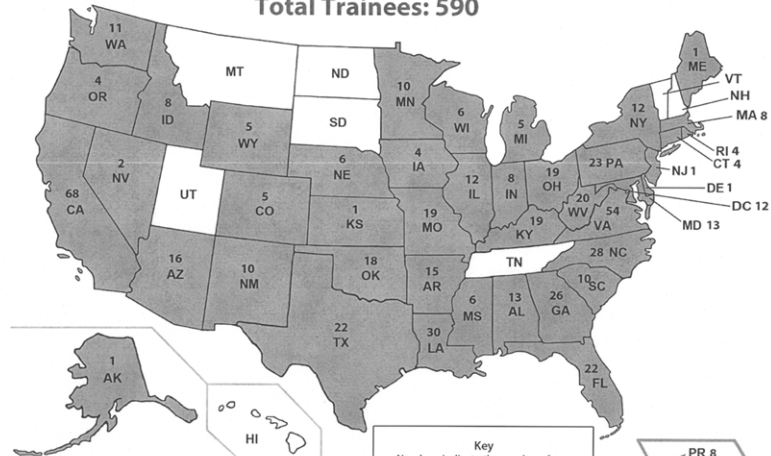 Total Trainees: 590
11
WA
4
OR
8
ID
MT
ND
SD
5
WY
6
NE
2
NV
UT
5
CO
1
KS
68
CA
16
AZ
10
NM
18
OK
22
TX
10
MN
4
IA
19
MO
15
AR
30
LA
6
WI
5
MI
12
IL
8
IN
19
OH
19
KY
TN
6
MS
13
AL
26
GA
22
FL
10
SC
28 NC
54
VA
20
WV
23 PA
12
NY
1
ME
VT
NH
MA 8
RI 4
CT 4
NJ 1
DE 1
DC 12
MD 13
1
AK
HI
Key
PR 8